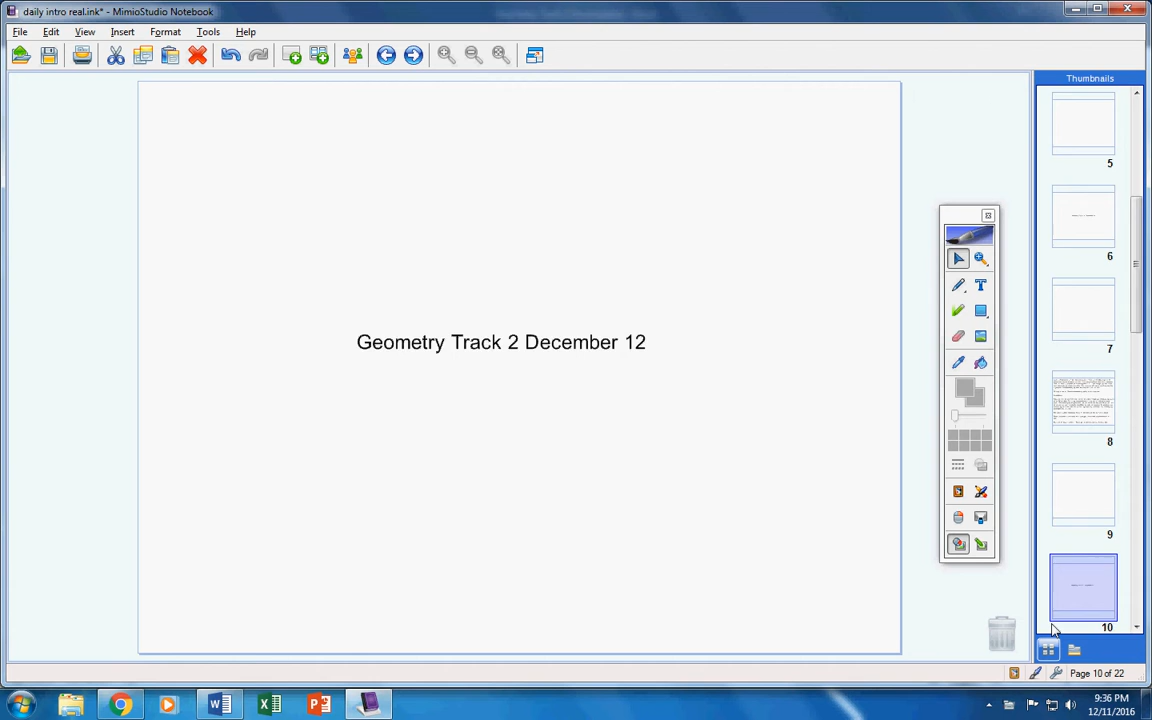 daily intro real.ink* - MimioStudio Notebook
File Edit View Insert Format Tools Help
Thumbnails
5
6
7
8
9
10
Geometry Track 2 December 12
Page 10 of 22
9:36 PM
12/11/2016